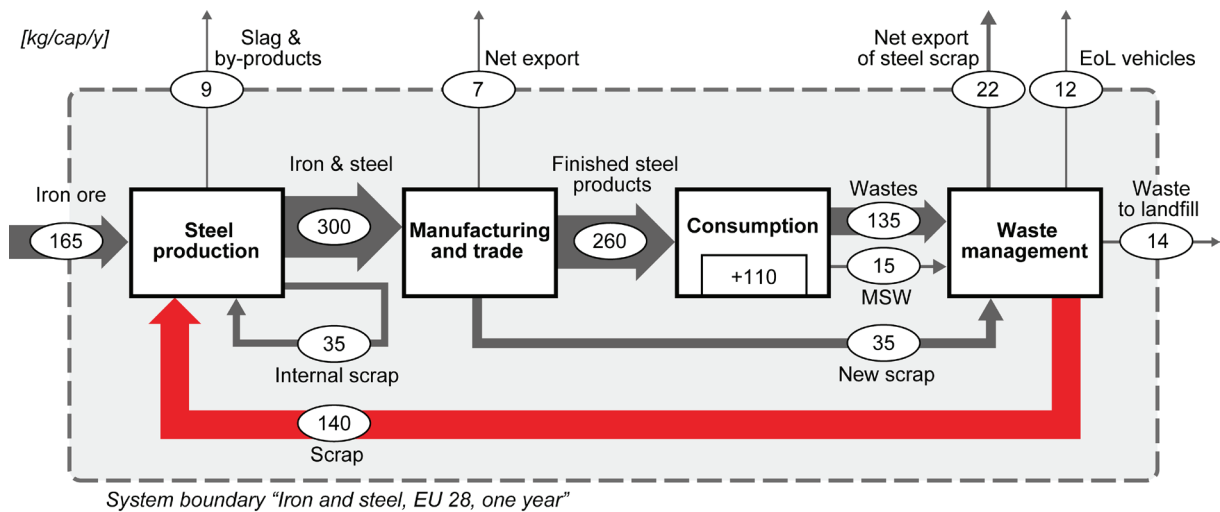 [kg/cap/y]
Slag &
by-products
9
Net export
7
Net export
of steel scrap
22
EoL vehicles
12
Iron ore
165
Steel
production
Iron & steel
300
Manufacturing
and trade
Finished steel
products
260
Consumption
+110
Wastes
135
15
MSW
Waste
management
Waste
to landfill
14
35
Internal scrap
35
New scrap
140
Scrap
System boundary “Iron and steel, EU 28, one year”